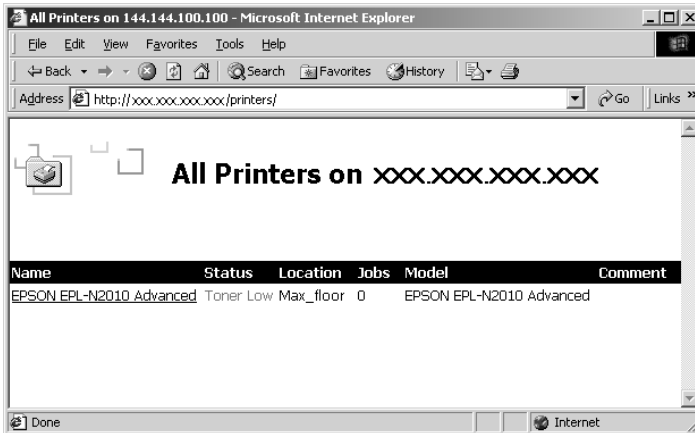 All Printers on 144.144.100.100 - Microsoft Internet Explorer
File Edit View Favorites Tools Help
Back Search Favorites History
Address http://xxx.xxx.xxx.xxx/printers/ Go Links »
All Printers on xxx.xxx.xxx.xxx
Name Status Location Jobs Model Comment
EPSON EPL-N2010 Advanced Toner Low Max_floor 0 EPSON EPL-N2010 Advanced
Done Internet